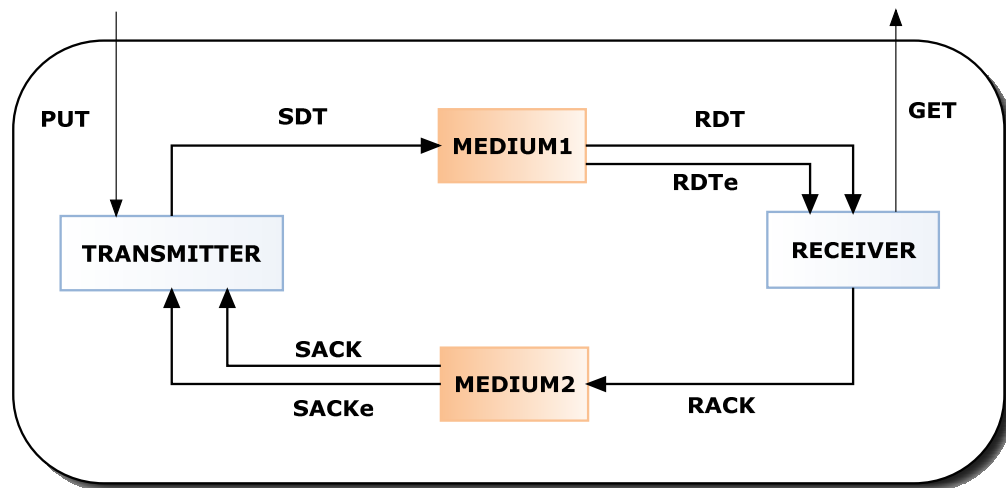 PUT
SDT
MEDIUM1
RDT
GET
RDTe
TRANSMITTER
RECEIVER
SACK
MEDIUM2
SACKe
RACK